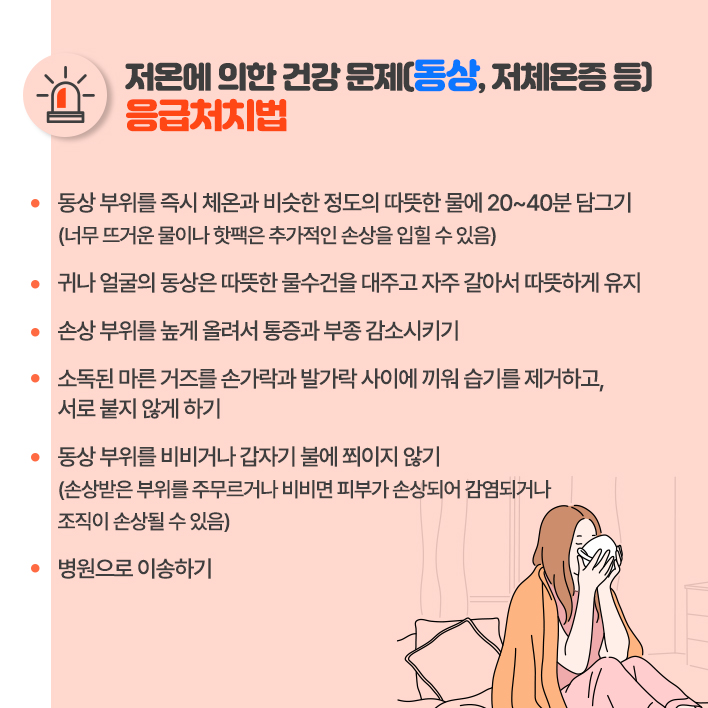 저온에 의한 건강 문제(동상, 저체온증 등)
응급처치법
동상 부위를 즉시 체온과 비슷한 정도의 따뜻한 물에 20~40분 담그기
(너무 뜨거운 물이나 핫팩은 추가적인 손상을 입힐 수 있음)
귀나 얼굴의 동상은 따뜻한 물수건을 대주고 자주 갈아서 따뜻하게 유지
손상 부위를 높게 올려서 통증과 부종 감소시키기
소독된 마른 거즈를 손가락과 발가락 사이에 끼워 습기를 제거하고,
서로 붙지 않게 하기
동상 부위를 비비거나 갑자기 불에 쬐이지 않기
(손상받은 부위를 주무르거나 비비면 피부가 손상되어 감염되거나
조직이 손상될 수 있음)
병원으로 이송하기